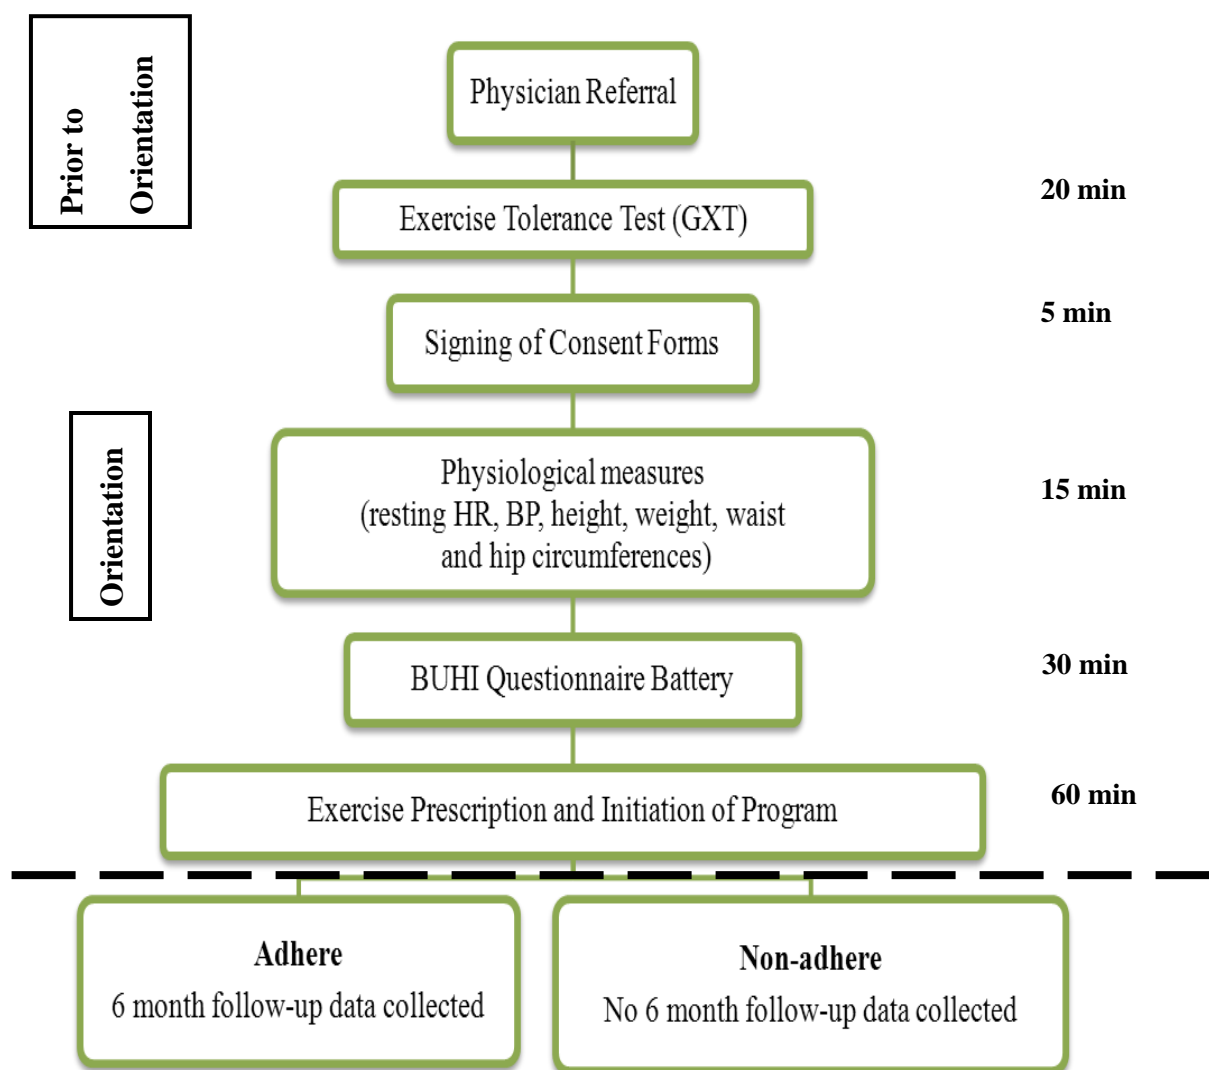 Prior to
Orientation
Physician Referral
20 min
Exercise Tolerance Test (GXT)
5 min
Signing of Consent Forms
Orientation
Physiological measures
(resting HR, BP, height, weight, waist
and hip circumferences)
15 min
BUHI Questionnaire Battery
30 min
Exercise Prescription and Initiation of Program
60 min
Adhere
6 month follow-up data collected
Non-adhere
No 6 month follow-up data collected